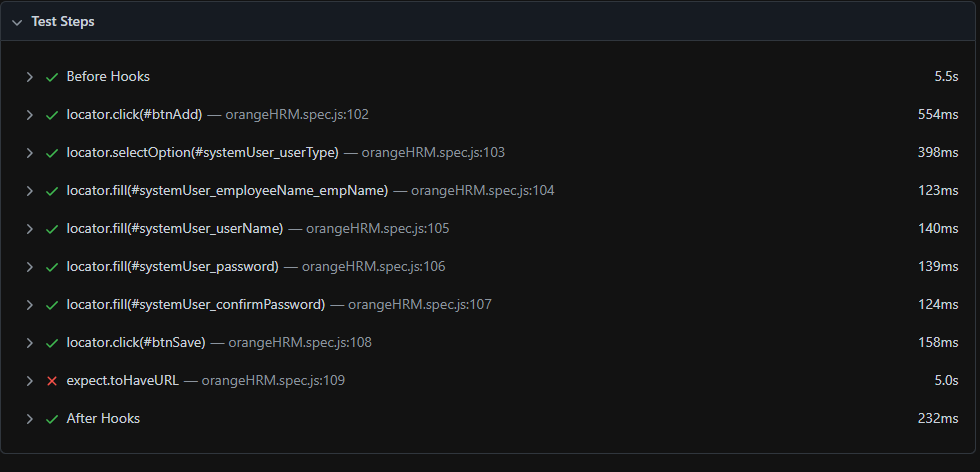 Test Steps
Before Hooks 5.5s
locator.click(#btnAdd) — orangeHRM.spec.js:102 554ms
locator.selectOption(#systemUser_userType) — orangeHRM.spec.js:103 398ms
locator.fill(#systemUser_employeeName_empName) — orangeHRM.spec.js:104 123ms
locator.fill(#systemUser_userName) — orangeHRM.spec.js:105 140ms
locator.fill(#systemUser_password) — orangeHRM.spec.js:106 139ms
locator.fill(#systemUser_confirmPassword) — orangeHRM.spec.js:107 124ms
locator.click(#btnSave) — orangeHRM.spec.js:108 158ms
expect.toHaveURL — orangeHRM.spec.js:109 5.0s
After Hooks 232ms